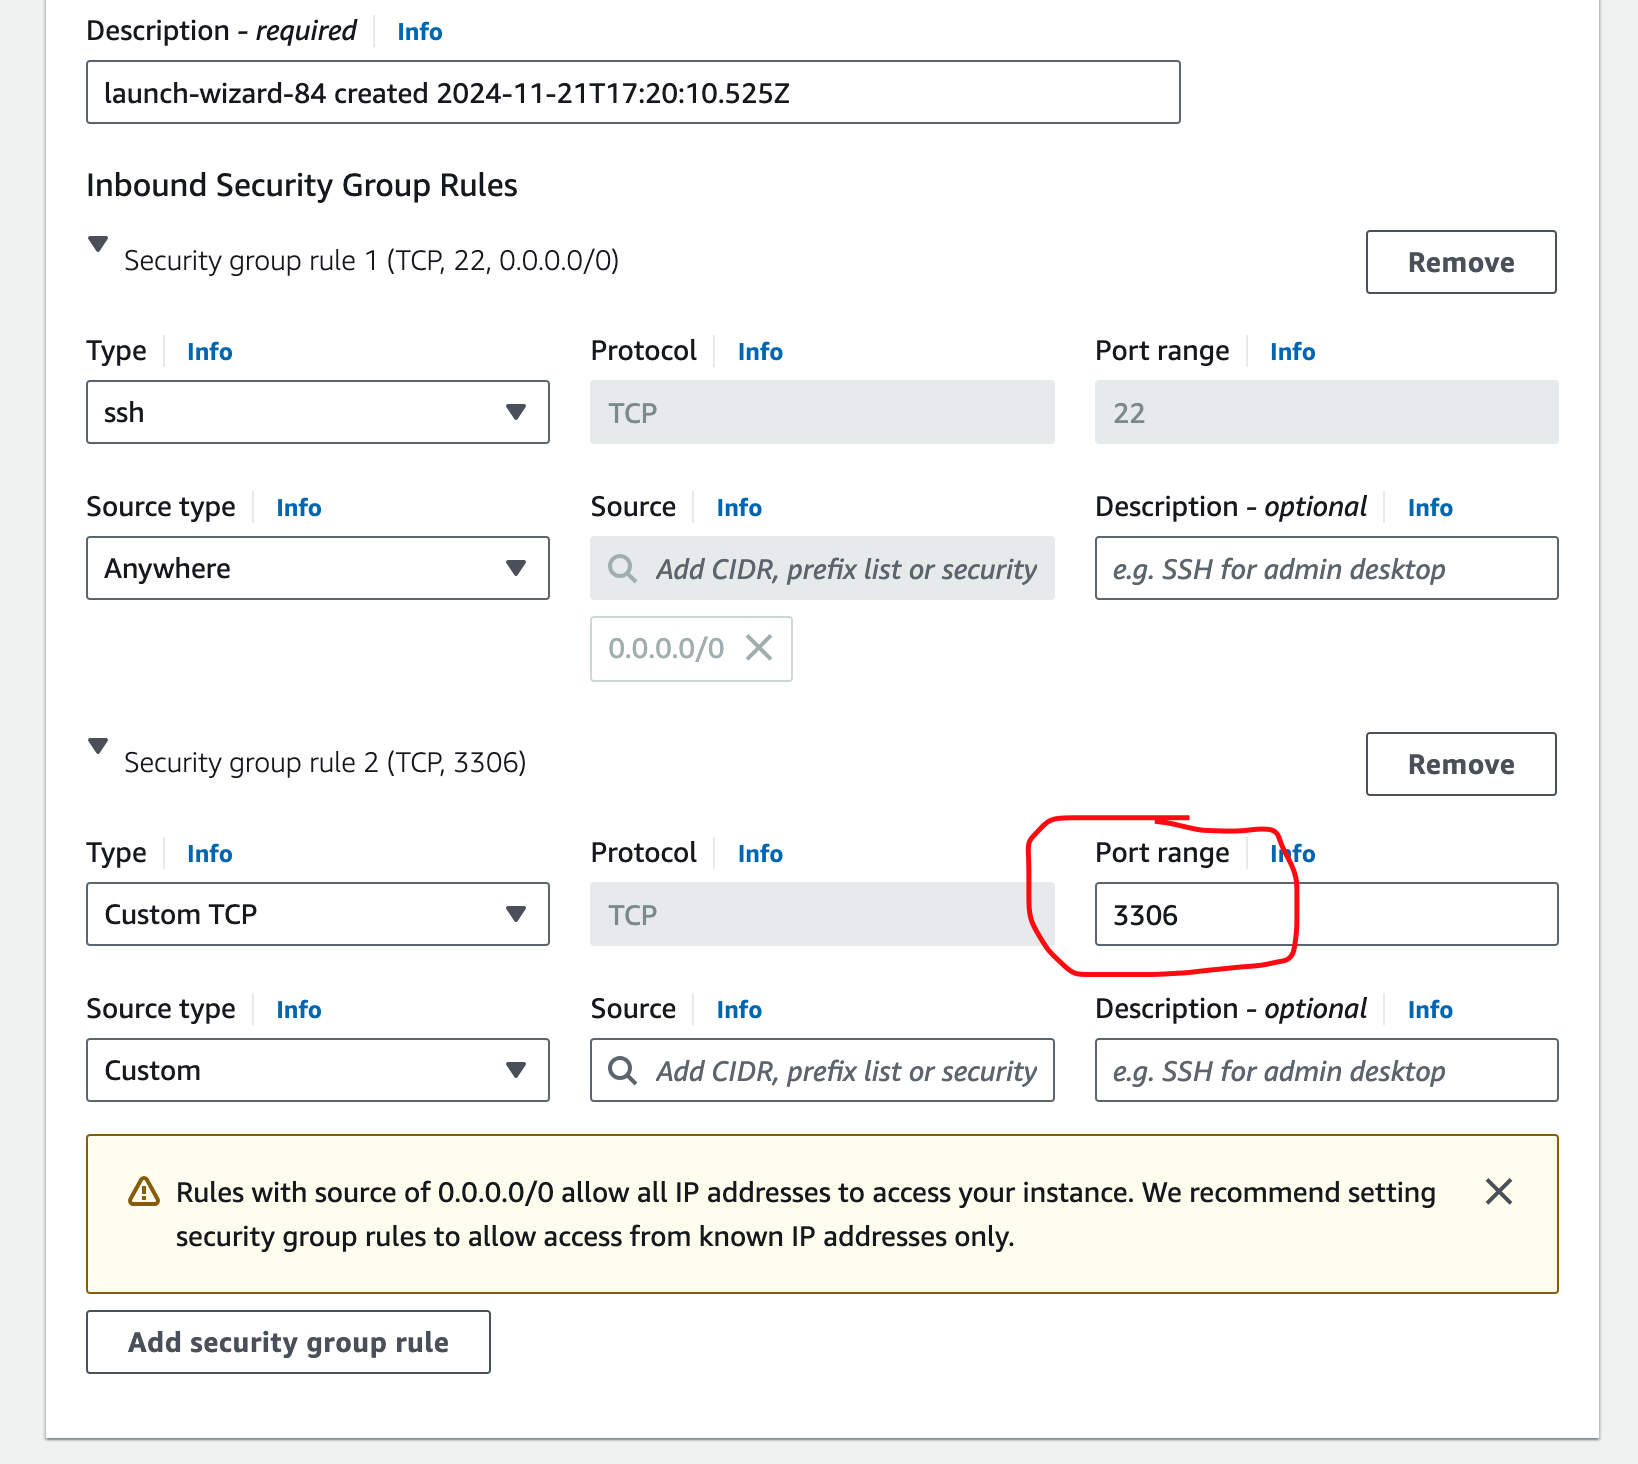 Description - required Info
launch-wizard-84 created 2024-11-21T17:20:10.525Z
Inbound Security Group Rules
Security group rule 1 (TCP, 22, 0.0.0.0/0) Remove
Type Info Protocol Info Port range Info
ssh TCP 22
Source type Info Source Info Description - optional Info
Anywhere Add CIDR, prefix list or security e.g. SSH for admin desktop
0.0.0.0/0
Security group rule 2 (TCP, 3306) Remove
Type Info Protocol Info Port range Info
Custom TCP TCP 3306
Source type Info Source Info Description - optional Info
Custom Add CIDR, prefix list or security e.g. SSH for admin desktop
Rules with source of 0.0.0.0/0 allow all IP addresses to access your instance. We recommend setting
security group rules to allow access from known IP addresses only.
Add security group rule